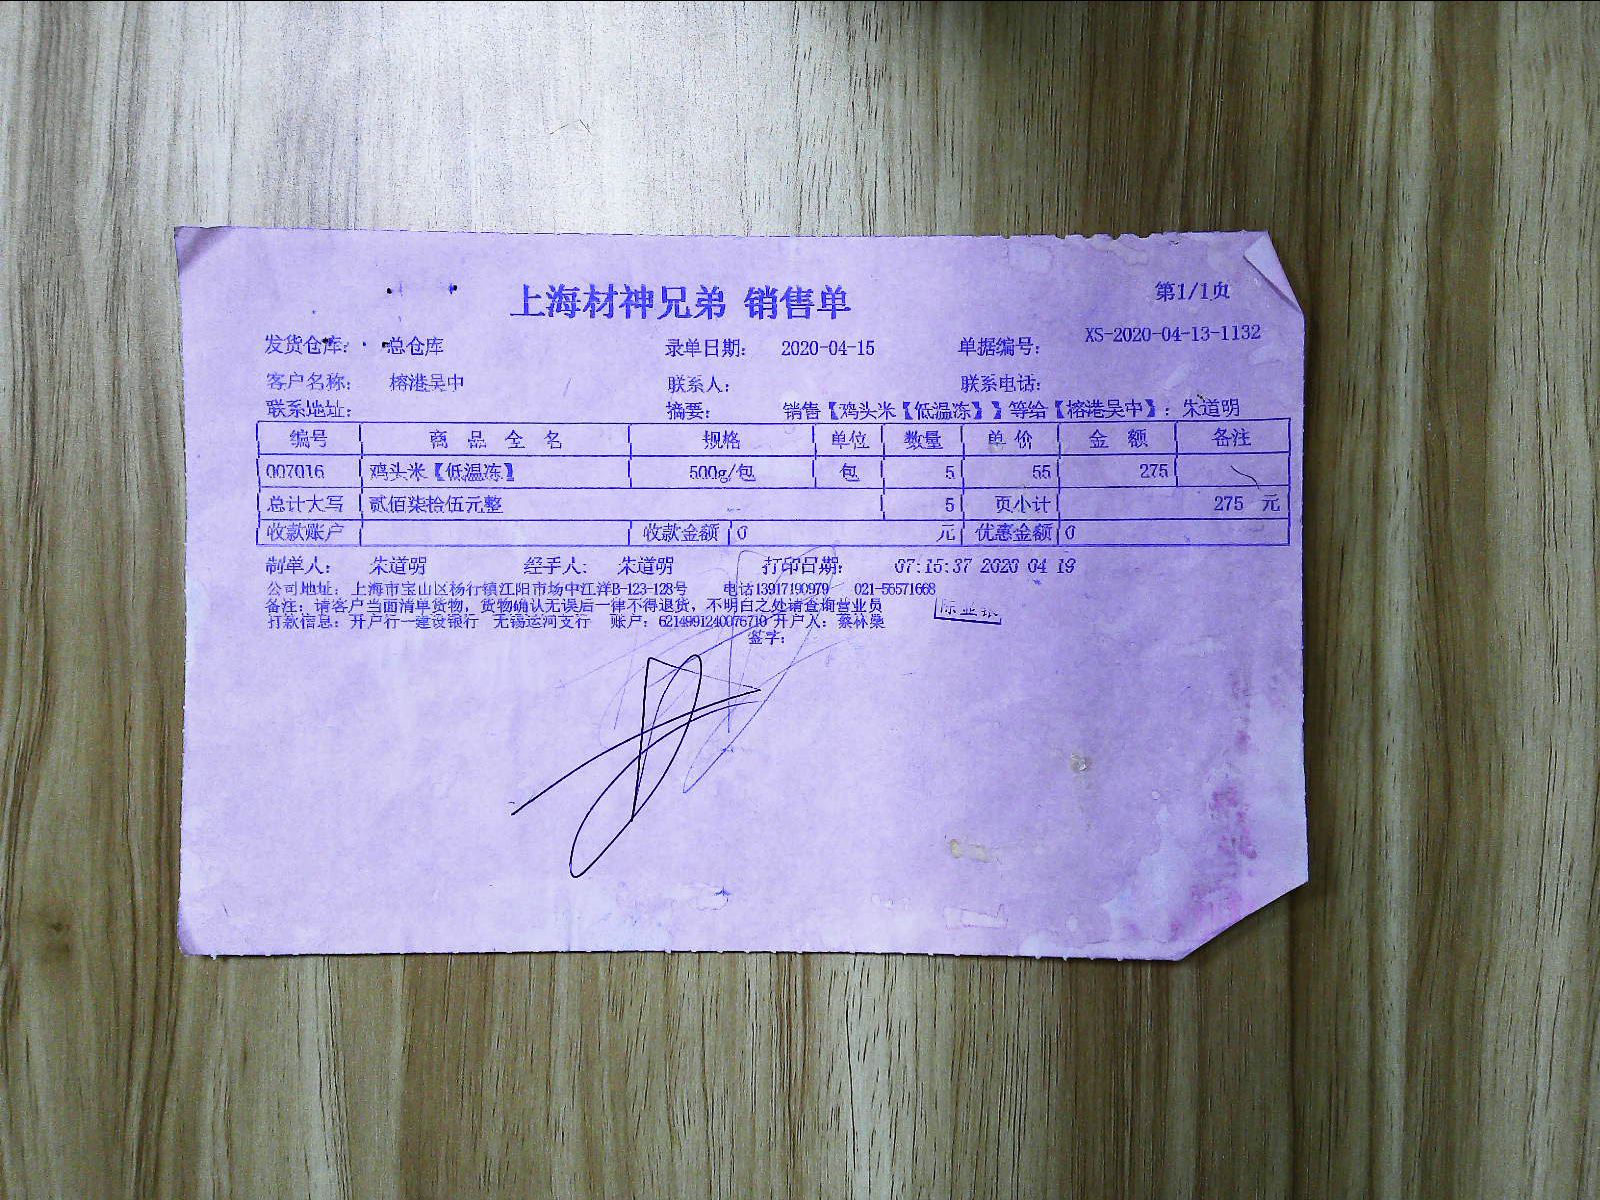 上海材神兄弟 销售单
第1/1页
发货仓库: 总仓库 录单日期: 2020-04-15 单据编号: XS-2020-04-13-1132
客户名称: 榕港吴中 联系人: 联系电话:
联系地址: 摘要: 销售【鸡头米【低温冻】】等给【榕港吴中】: 朱道明
编号 商品全名 规格 单位 数量 单价 金额 备注
007016 鸡头米【低温冻】 500g/包 包 5 55 275
总计大写 贰佰柒拾伍元整 5 页小计 275 元
收款账户 收款金额 0 元 优惠金额 0
制单人: 朱道明 经手人: 朱道明 打印日期: 07:15:37 2020 04 19
公司地址: 上海市宝山区杨行镇江阳市场中江洋B-123-128号 电话13917190979 021-56571668
备注: 请客户当面清单货物, 货物确认无误后一律不得退货, 不明白之处请查询营业员
打款信息: 开户行一建设银行 无锡运河支行 账户: 6214991240076710 开户人: 蔡林燊
签字: